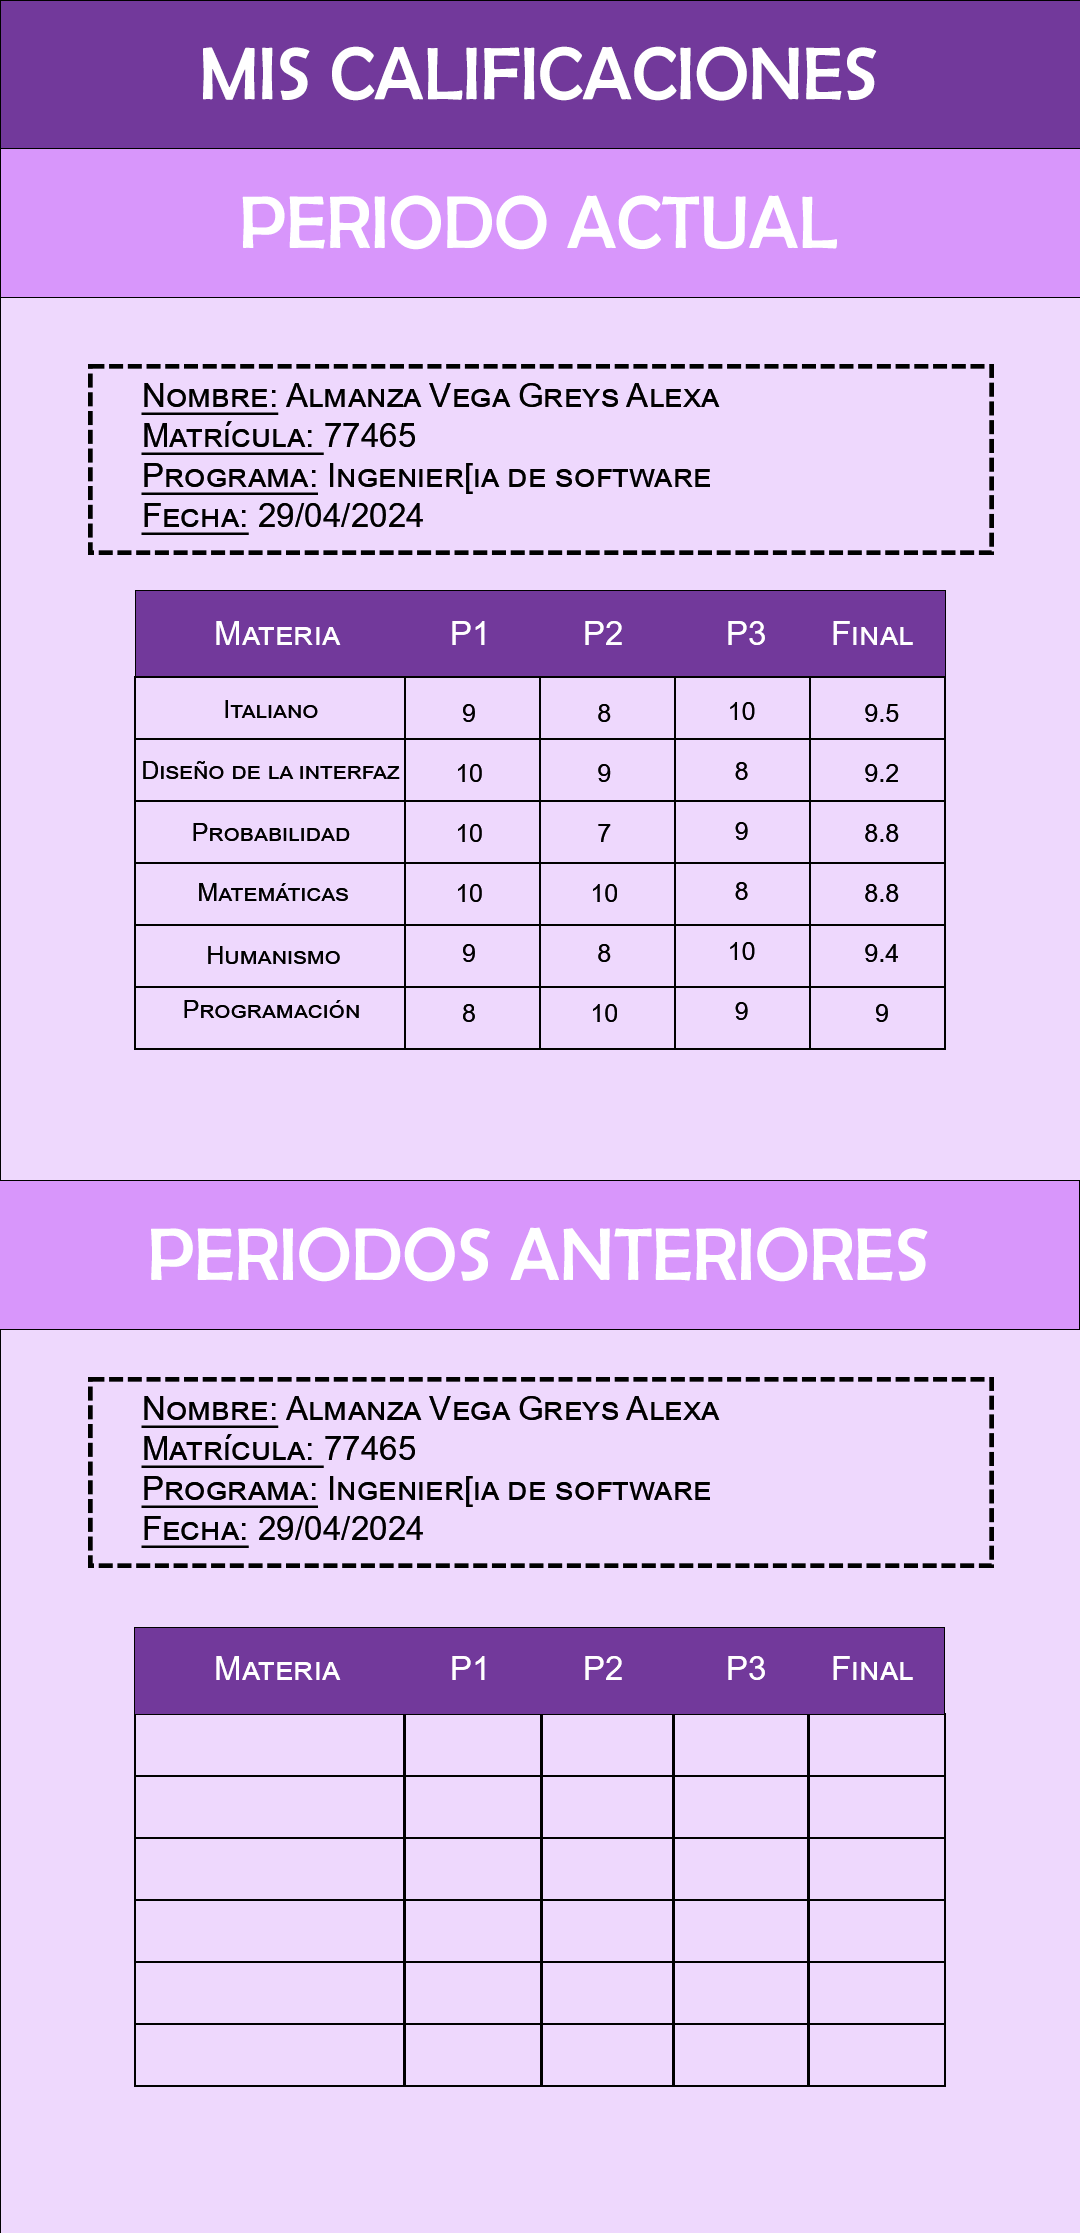 MIS CALIFICACIONES
PERIODO ACTUAL
Nombre: Almanza Vega Greys Alexa
Matrícula: 77465
Programa: Ingenier[ia de software
Fecha: 29/04/2024
Materia P1 P2 P3 Final
Italiano 9 8 10 9.5
Diseño de la interfaz 10 9 8 9.2
Probabilidad 10 7 9 8.8
Matemáticas 10 10 8 8.8
Humanismo 9 8 10 9.4
Programación 8 10 9 9
PERIODOS ANTERIORES
Nombre: Almanza Vega Greys Alexa
Matrícula: 77465
Programa: Ingenier[ia de software
Fecha: 29/04/2024
Materia P1 P2 P3 Final